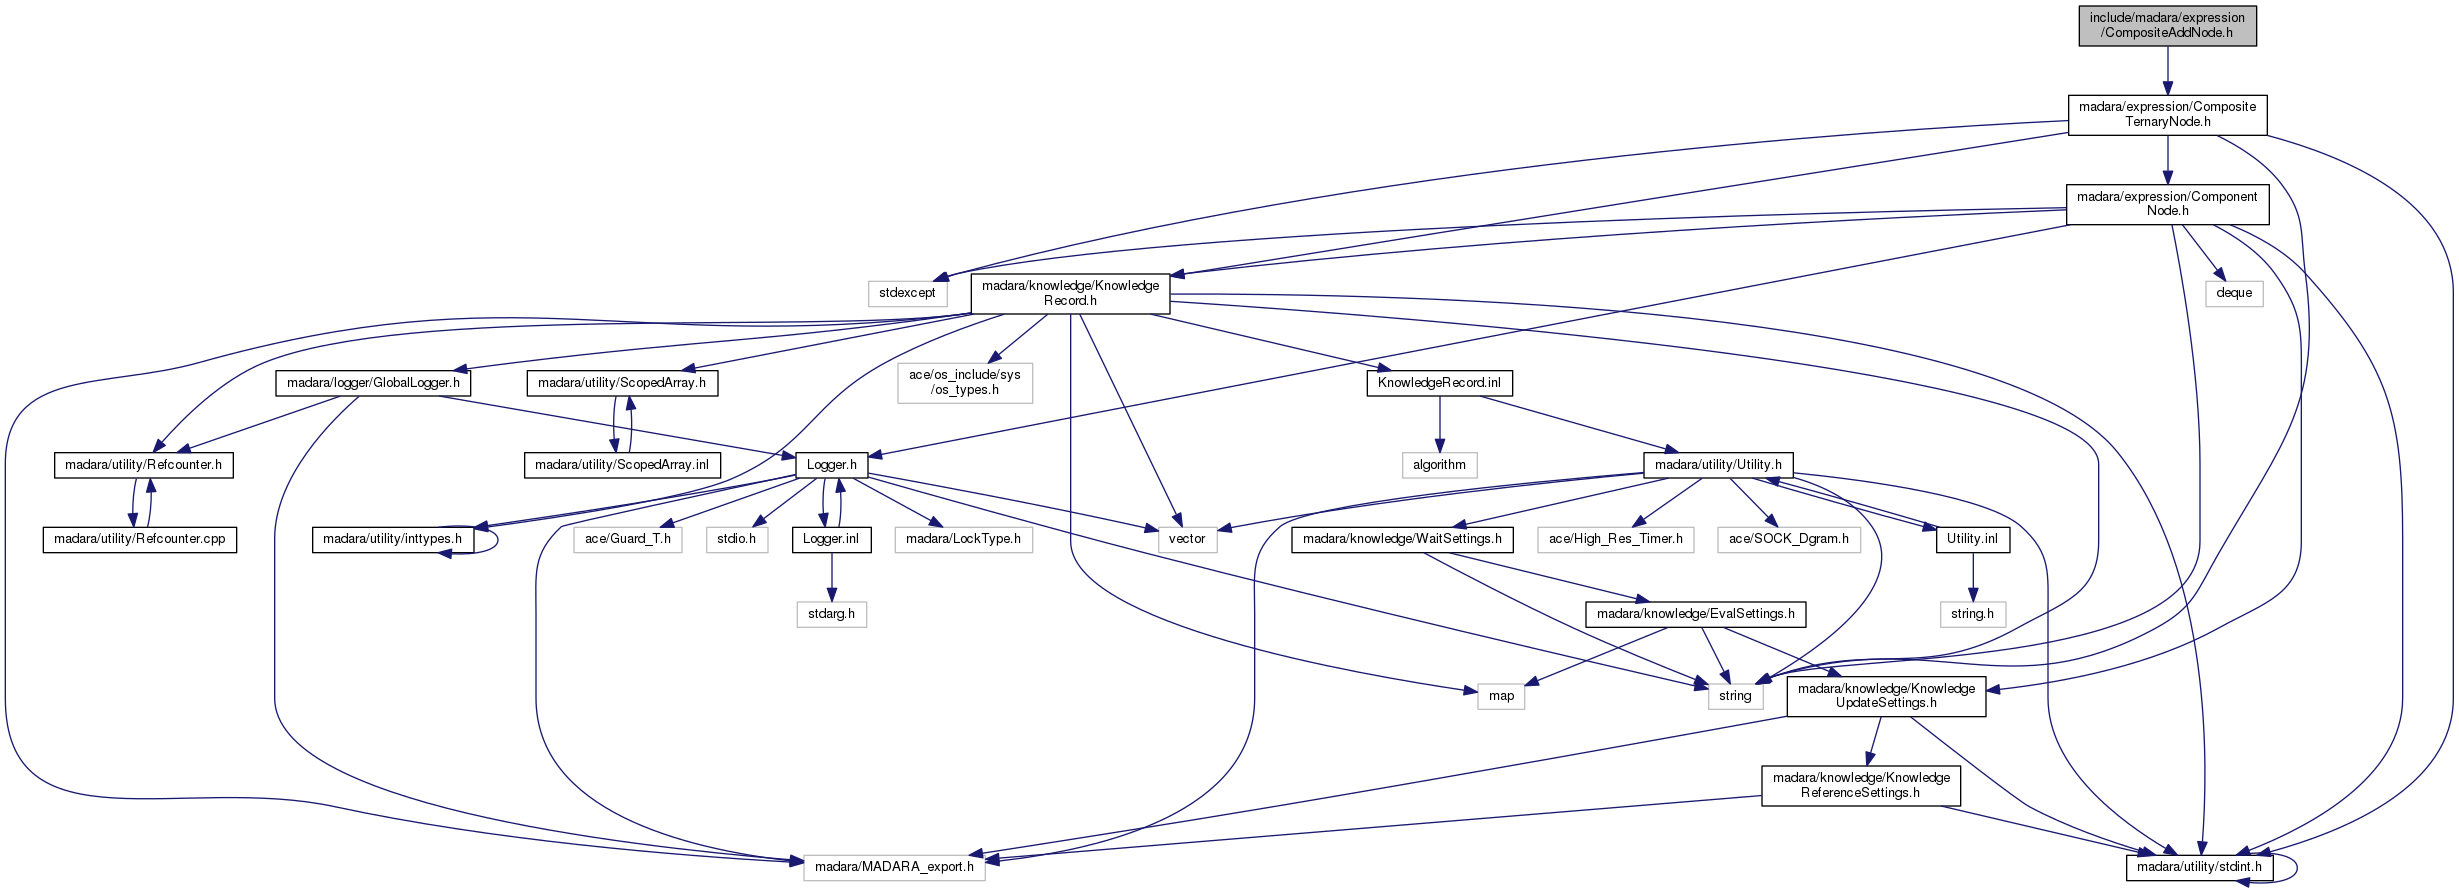 include/madara/expression
/CompositeAddNode.h
madara/expression/Composite
TernaryNode.h
madara/expression/Component
Node.h
stdexcept
madara/knowledge/Knowledge
Record.h
deque
madara/logger/GlobalLogger.h
madara/utility/ScopedArray.h
ace/os_include/sys
/os_types.h
KnowledgeRecord.inl
madara/utility/Refcounter.h
madara/utility/ScopedArray.inl
Logger.h
algorithm
madara/utility/Utility.h
madara/utility/Refcounter.cpp
madara/utility/inttypes.h
ace/Guard_T.h
stdio.h
Logger.inl
madara/LockType.h
vector
madara/knowledge/WaitSettings.h
ace/High_Res_Timer.h
ace/SOCK_Dgram.h
Utility.inl
stdarg.h
madara/knowledge/EvalSettings.h
string.h
map
string
madara/knowledge/Knowledge
UpdateSettings.h
madara/knowledge/Knowledge
ReferenceSettings.h
madara/MADARA_export.h
madara/utility/stdint.h